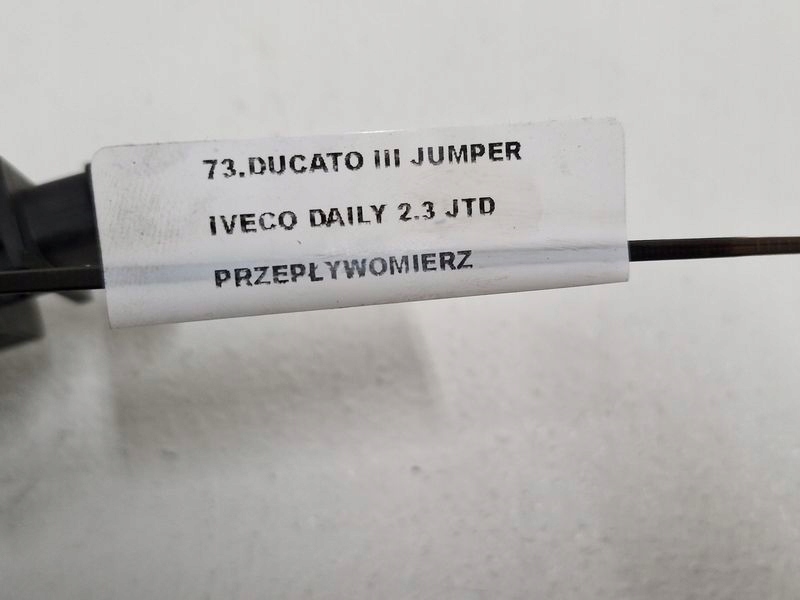 73.DUCATO III JUMPER
IVECO DAILY 2.3 JTD
PRZEPŁYWOMIERZ